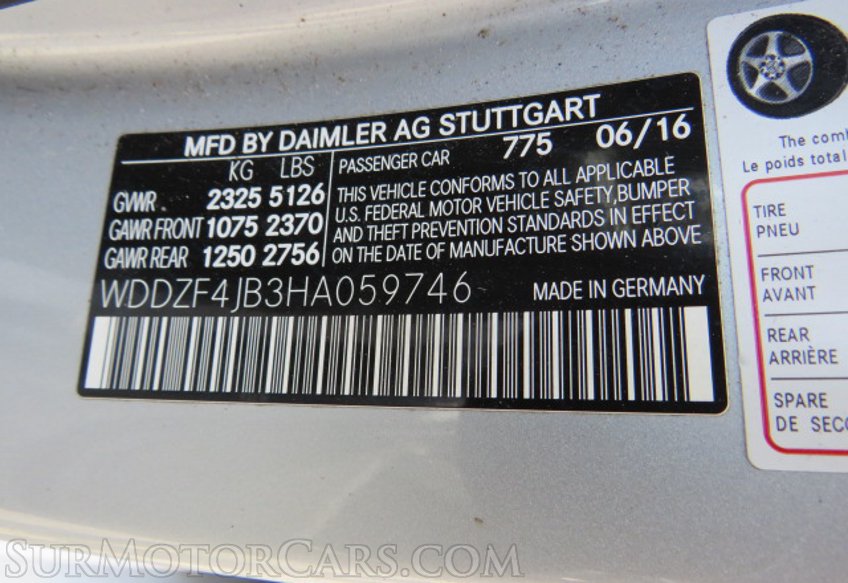 MFD BY DAIMLER AG STUTTGART
KG LBS
GVWR 2325 5126
GAWR FRONT 1075 2370
GAWR REAR 1250 2756
PASSENGER CAR 775 06/16
THIS VEHICLE CONFORMS TO ALL APPLICABLE
U.S. FEDERAL MOTOR VEHICLE SAFETY, BUMPER
AND THEFT PREVENTION STANDARDS IN EFFECT
ON THE DATE OF MANUFACTURE SHOWN ABOVE
WDDZF4JB3HA059746 MADE IN GERMANY
The comb
Le poids total
TIRE
PNEU
FRONT
AVANT
REAR
ARRIÈRE
SPARE
DE SECO
SurMotorCars.com